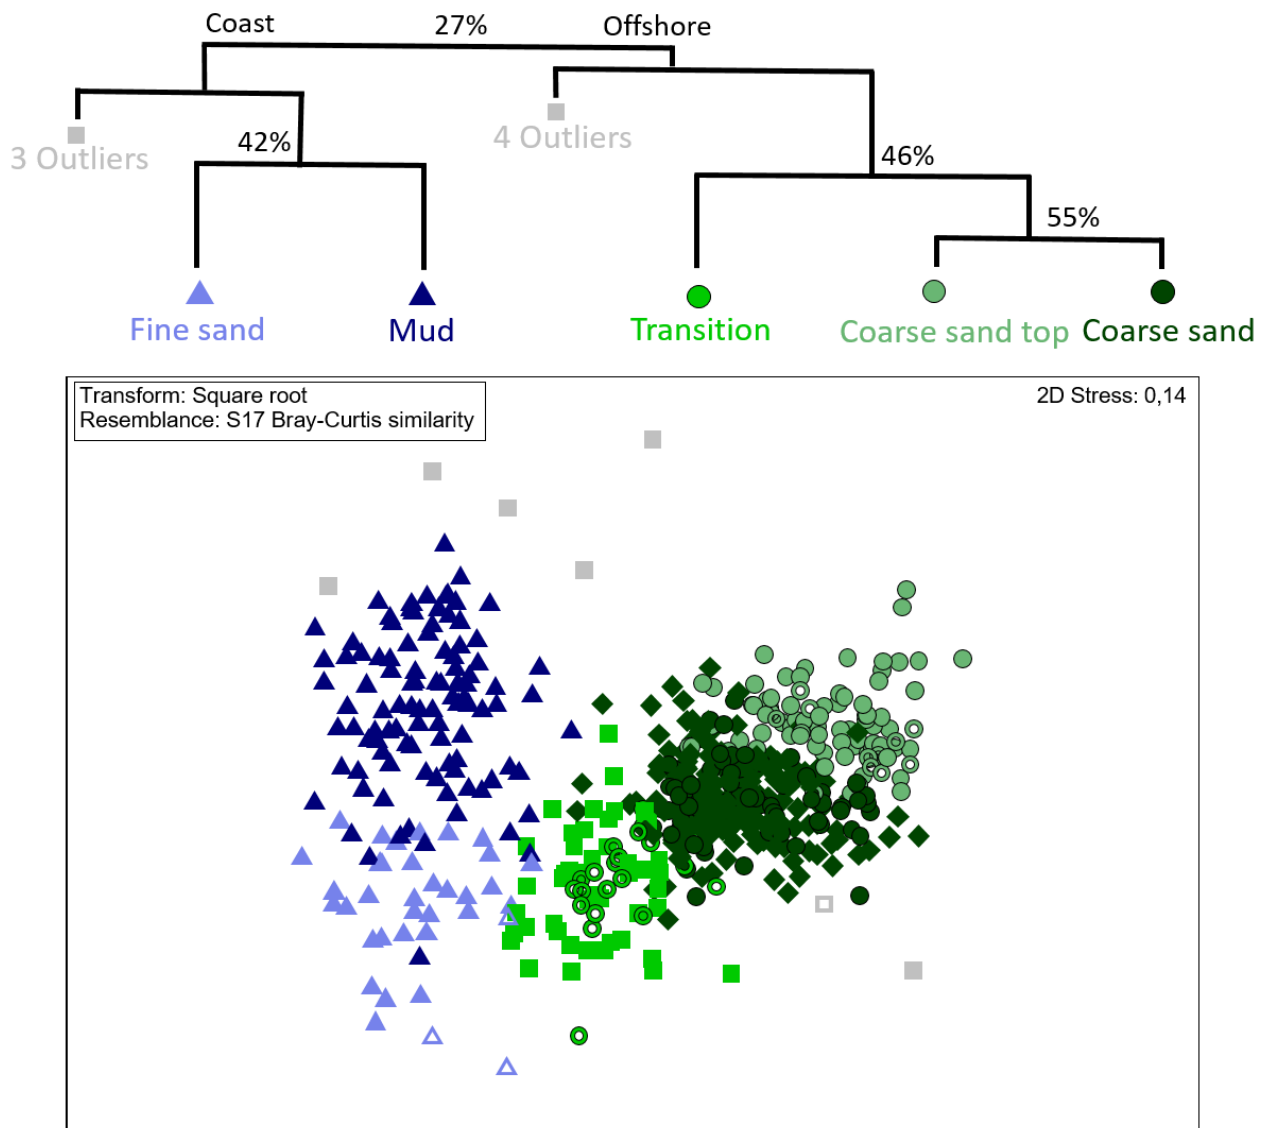 Coast 27% Offshore
3 Outliers 42% 4 Outliers 46%
55%
Fine sand Mud Transition Coarse sand top Coarse sand
Transform: Square root
Resemblance: S17 Bray-Curtis similarity
2D Stress: 0,14